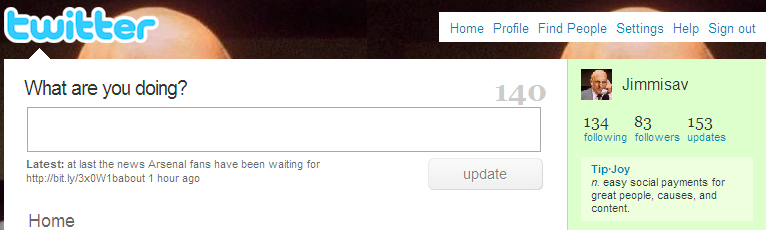 twitter
Home Profile Find People Settings Help Sign out
What are you doing?
140
Latest: at last the news Arsenal fans have been waiting for
http://bit.ly/3x0W1babout 1 hour ago
update
Home
Jimmisav
134 83 153
following followers updates
Tip·Joy
n. easy social payments for
great people, causes, and
content.